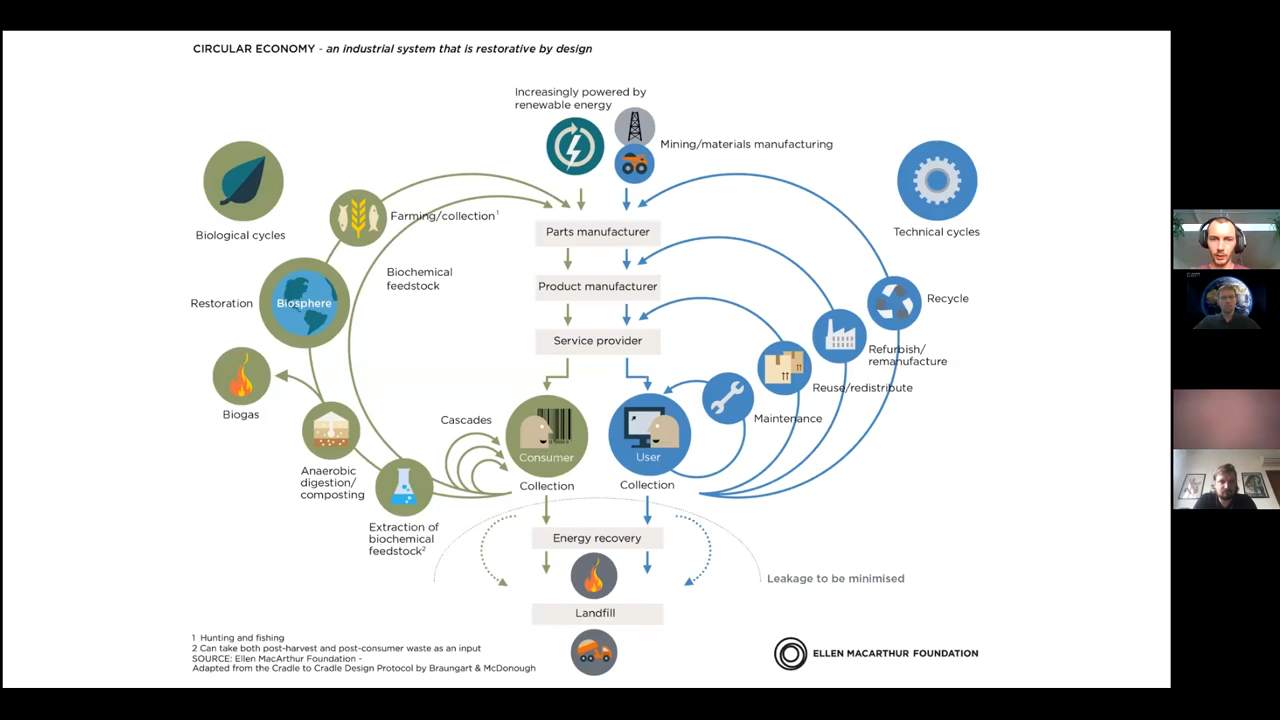 CIRCULAR ECONOMY - an industrial system that is restorative by design
Increasingly powered by
renewable energy
Mining/materials manufacturing
Biological cycles
Technical cycles
Farming/collection¹
Parts manufacturer
Biochemical
feedstock
Product manufacturer
Restoration
Biosphere
Recycle
Service provider
Refurbish/
remanufacture
Biogas
Reuse/redistribute
Cascades
Maintenance
Consumer
User
Collection
Collection
Anaerobic
digestion/
composting
Extraction of
biochemical
feedstock²
Energy recovery
Leakage to be minimised
Landfill
1 Hunting and fishing
2 Can take both post-harvest and post-consumer waste as an input
SOURCE: Ellen MacArthur Foundation -
Adapted from the Cradle to Cradle Design Protocol by Braungart & McDonough
ELLEN MACARTHUR FOUNDATION